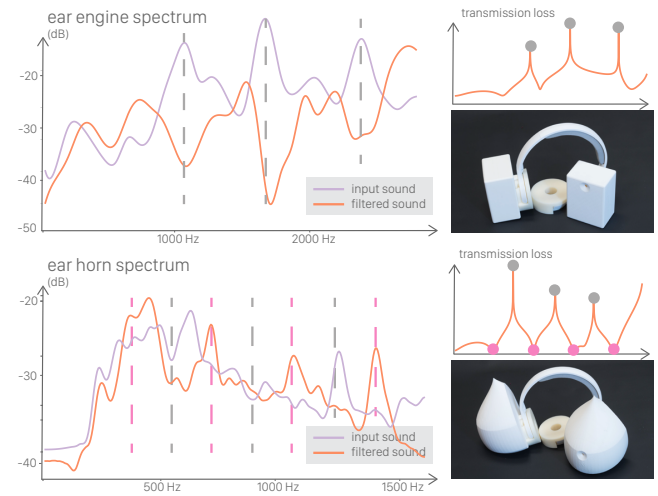 ear engine spectrum
(dB)
-20
-30
-40
-50
1000 Hz
2000 Hz
input sound
filtered sound
transmission loss
ear horn spectrum
(dB)
-20
-30
-40
500 Hz
1000 Hz
1500 Hz
input sound
filtered sound
transmission loss